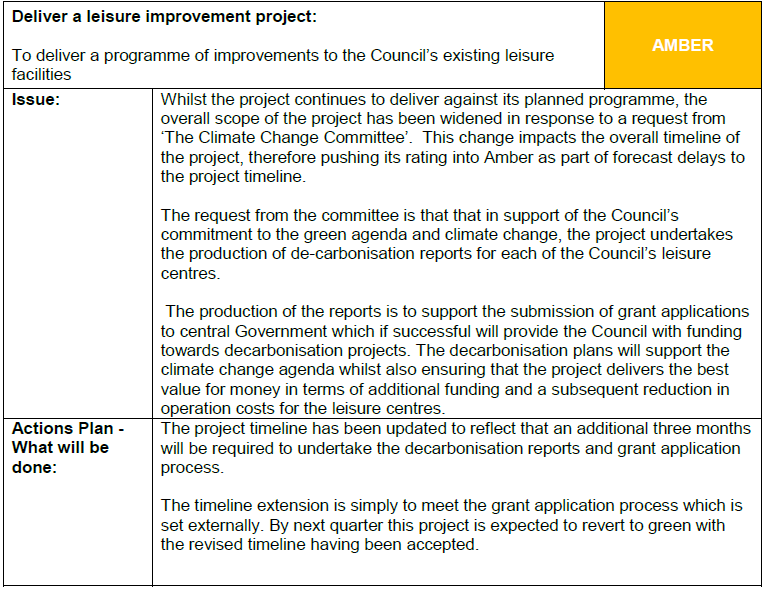 Deliver a leisure improvement project:
To deliver a programme of improvements to the Council's existing leisure
facilities
AMBER
Issue:
Whilst the project continues to deliver against its planned programme, the
overall scope of the project has been widened in response to a request from
'The Climate Change Committee'.  This change impacts the overall timeline of
the project, therefore pushing its rating into Amber as part of forecast delays to
the project timeline.
The request from the committee is that that in support of the Council's
commitment to the green agenda and climate change, the project undertakes
the production of de-carbonisation reports for each of the Council's leisure
centres.
The production of the reports is to support the submission of grant applications
to central Government which if successful will provide the Council with funding
towards decarbonisation projects. The decarbonisation plans will support the
climate change agenda whilst also ensuring that the project delivers the best
value for money in terms of additional funding and a subsequent reduction in
operation costs for the leisure centres.
Actions Plan -
What will be
done:
The project timeline has been updated to reflect that an additional three months
will be required to undertake the decarbonisation reports and grant application
process.
The timeline extension is simply to meet the grant application process which is
set externally. By next quarter this project is expected to revert to green with
the revised timeline having been accepted.